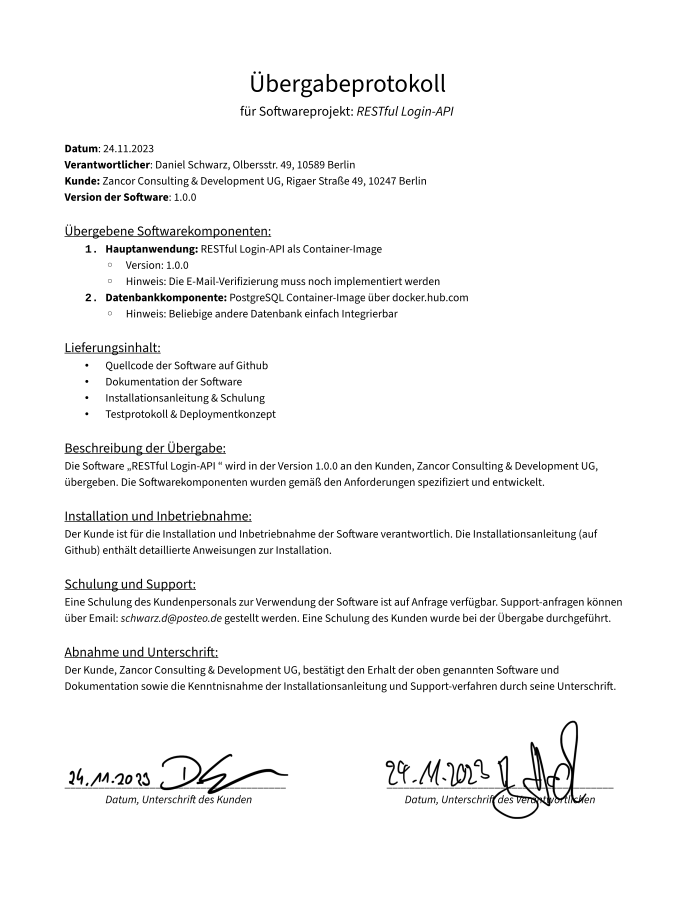 Übergabeprotokoll
für Softwareprojekt: RESTful Login-API
Datum: 24.11.2023
Verantwortlicher: Daniel Schwarz, Olbersstr. 49, 10589 Berlin
Kunde: Zancor Consulting & Development UG, Rigaer Straße 49, 10247 Berlin
Version der Software: 1.0.0
Übergebene Softwarekomponenten:
1. Hauptanwendung: RESTful Login-API als Container-Image
○ Version: 1.0.0
○ Hinweis: Die E-Mail-Verifizierung muss noch implementiert werden
2. Datenbankkomponente: PostgreSQL Container-Image über docker.hub.com
○ Hinweis: Beliebige andere Datenbank einfach Integrierbar
Lieferungsinhalt:
• Quellcode der Software auf Github
• Dokumentation der Software
• Installationsanleitung & Schulung
• Testprotokoll & Deploymentkonzept
Beschreibung der Übergabe:
Die Software „RESTful Login-API “ wird in der Version 1.0.0 an den Kunden, Zancor Consulting & Development UG,
übergeben. Die Softwarekomponenten wurden gemäß den Anforderungen spezifiziert und entwickelt.
Installation und Inbetriebnahme:
Der Kunde ist für die Installation und Inbetriebnahme der Software verantwortlich. Die Installationsanleitung (auf
Github) enthält detaillierte Anweisungen zur Installation.
Schulung und Support:
Eine Schulung des Kundenpersonals zur Verwendung der Software ist auf Anfrage verfügbar. Support-anfragen können
über Email: schwarz.d@posteo.de gestellt werden. Eine Schulung des Kunden wurde bei der Übergabe durchgeführt.
Abnahme und Unterschrift:
Der Kunde, Zancor Consulting & Development UG, bestätigt den Erhalt der oben genannten Software und
Dokumentation sowie die Kenntnisnahme der Installationsanleitung und Support-verfahren durch seine Unterschrift.
24.11.2023 24.11.2023
Datum, Unterschrift des Kunden Datum, Unterschrift des Verantwortlichen